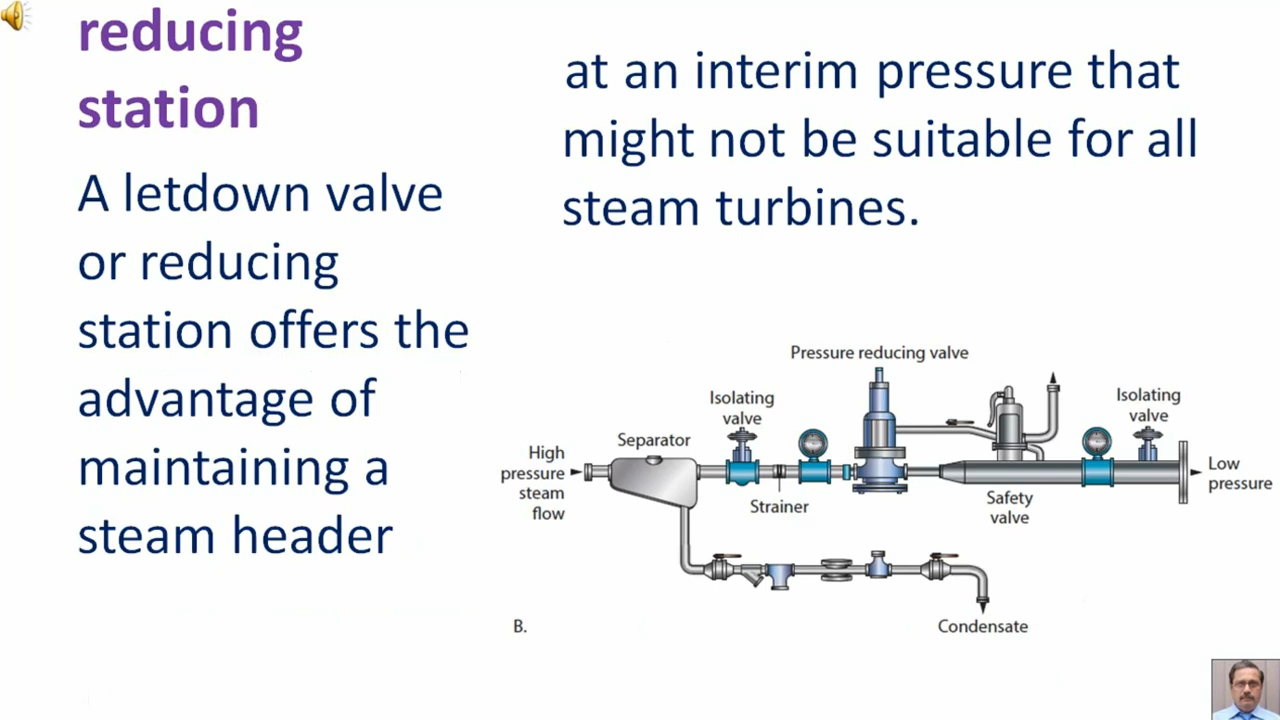 reducing
station
A letdown valve
or reducing
station offers the
advantage of
maintaining a
steam header
at an interim pressure that
might not be suitable for all
steam turbines.
Pressure reducing valve
Isolating
valve
Isolating
valve
Separator
High
pressure
steam
flow
Strainer
Safety
valve
Low
pressure
Condensate
B.